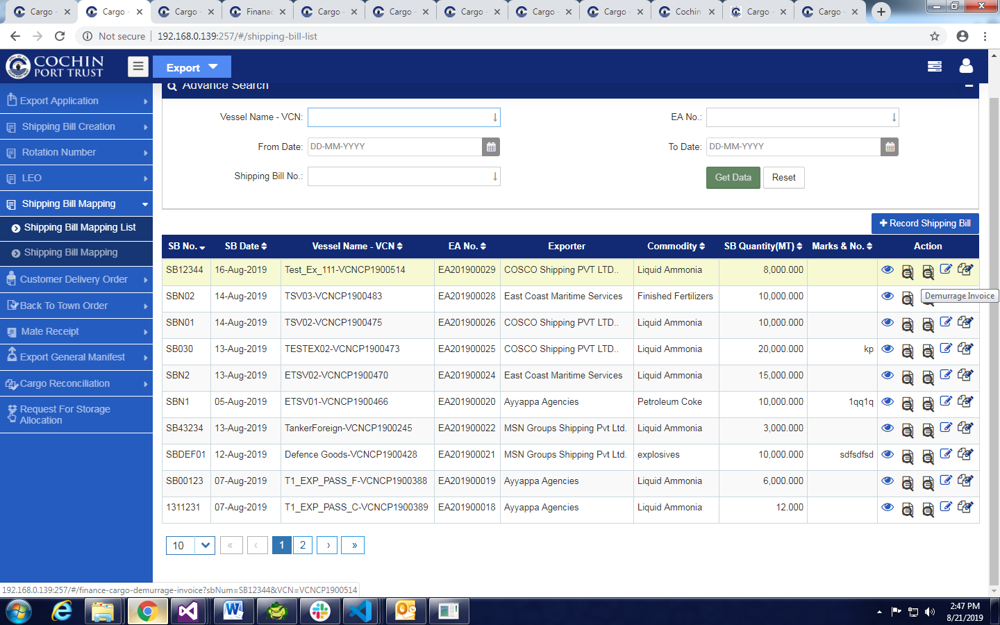 Cargo
Cargo
Cargo
Finanac
Cargo
Cargo
Cargo
Cargo
Cargo
Cochin
Cargo
Cargo
Not secure
192.168.0.139:257/#/shipping-bill-list
COCHIN
PORT TRUST
Export
Export Application
Shipping Bill Creation
Rotation Number
LEO
Shipping Bill Mapping
Shipping Bill Mapping List
Shipping Bill Mapping
Customer Delivery Order
Back To Town Order
Mate Receipt
Export General Manifest
Cargo Reconciliation
Request For Storage
Allocation
Advance Search
Vessel Name - VCN:
EA No.:
From Date: DD-MM-YYYY
To Date: DD-MM-YYYY
Shipping Bill No.:
Get Data Reset
Record Shipping Bill
SB No. SB Date Vessel Name - VCN EA No. Exporter Commodity SB Quantity(MT) Marks & No. Action
SB12344 16-Aug-2019 Test_Ex_111-VCNCP1900514 EA201900029 COSCO Shipping PVT LTD.. Liquid Ammonia 8,000.000
SBN02 14-Aug-2019 TSV03-VCNCP1900483 EA201900028 East Coast Maritime Services Finished Fertilizers 10,000.000
Demurrage Invoice
SBN01 14-Aug-2019 TSV02-VCNCP1900475 EA201900026 COSCO Shipping PVT LTD.. Liquid Ammonia 10,000.000
SB030 13-Aug-2019 TESTEX02-VCNCP1900473 EA201900025 COSCO Shipping PVT LTD.. Liquid Ammonia 20,000.000 kp
SBN2 13-Aug-2019 ETSV02-VCNCP1900470 EA201900024 East Coast Maritime Services Liquid Ammonia 15,000.000
SBN1 05-Aug-2019 ETSV01-VCNCP1900466 EA201900020 Ayyappa Agencies Petroleum Coke 10,000.000 1qq1q
SB43234 13-Aug-2019 TankerForeign-VCNCP1900245 EA201900022 MSN Groups Shipping Pvt Ltd. Liquid Ammonia 3,000.000
SBDEF01 12-Aug-2019 Defence Goods-VCNCP1900428 EA201900021 MSN Groups Shipping Pvt Ltd. explosives 10,000.000 sdfsdfsd
SB00123 07-Aug-2019 T1_EXP_PASS_F-VCNCP1900388 EA201900019 Ayyappa Agencies Liquid Ammonia 6,000.000
1311231 07-Aug-2019 T1_EXP_PASS_C-VCNCP1900389 EA201900018 Ayyappa Agencies Liquid Ammonia 12.000
10 « ‹ 1 2 › »
192.168.0.139:257/#/finance-cargo-demurrage-invoice?sbNum=SB12344&VCN=VCNCP1900514
2:47 PM
8/21/2019